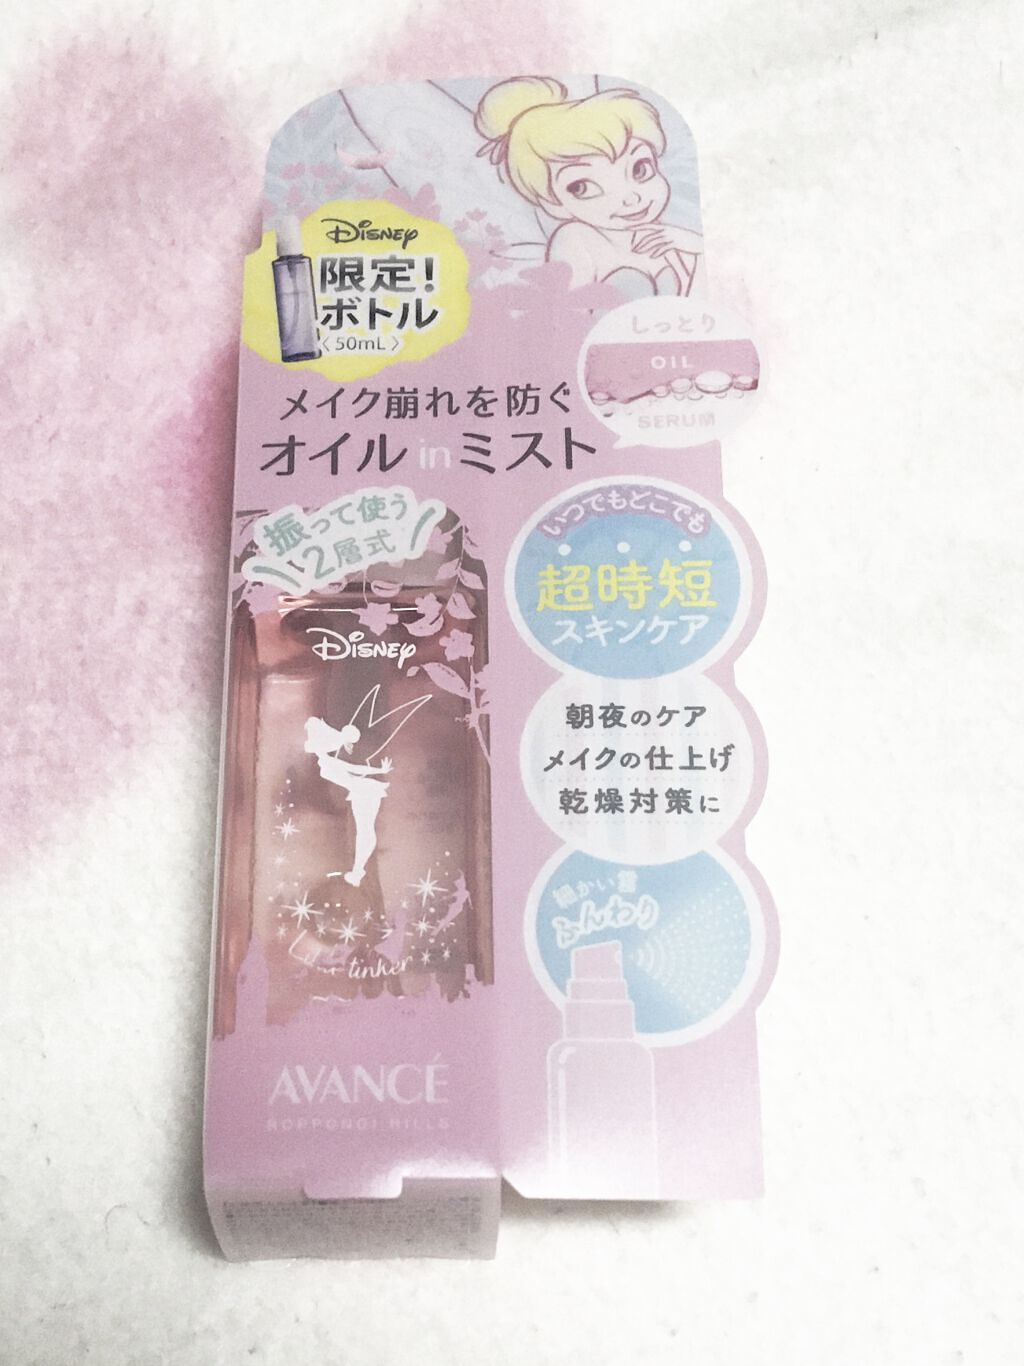 Disney
限定!
ボトル
〈50mL〉
メイク崩れを防ぐ
オイルinミスト
しっとり
OIL
SERUM
振って使う
2層式
Disney
tinker
AVANCÉ
ROPPONGI HILLS
いつでもどこでも
超時短
スキンケア
朝夜のケア
メイクの仕上げ
乾燥対策に
細かい霧
ふんわり